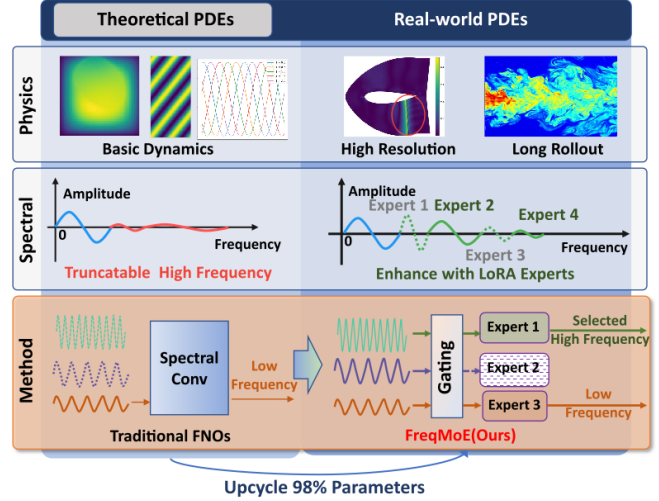 Theoretical PDEs
Real-world PDEs
Physics
Basic Dynamics
High Resolution
Long Rollout
Spectral
Amplitude
0
Frequency
Truncatable High Frequency
Amplitude
Expert 1
Expert 2
Expert 4
0
Expert 3
Frequency
Enhance with LoRA Experts
Method
Spectral
Conv
Low
Frequency
Traditional FNOs
Gating
Expert 1
Expert 2
Expert 3
Selected
High Frequency
Low
Frequency
FreqMoE(Ours)
Upcycle 98% Parameters